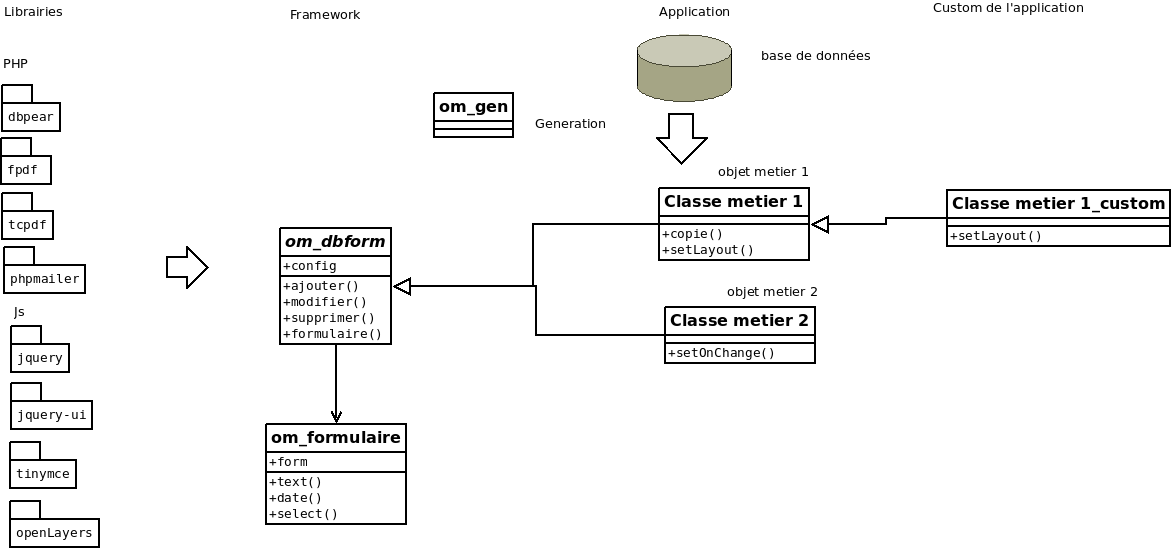 Librairies
Framework
Application
Custom de l'application
PHP
dbpear
fpdf
tcpdf
phpmailer
Js
jquery
jquery-ui
tinymce
openLayers
om_gen
Generation
base de données
om_dbform
+config
+ajouter()
+modifier()
+supprimer()
+formulaire()
om_formulaire
+form
+text()
+date()
+select()
objet metier 1
Classe metier 1
+copie()
+setLayout()
objet metier 2
Classe metier 2
+setOnChange()
Classe metier 1_custom
+setLayout()